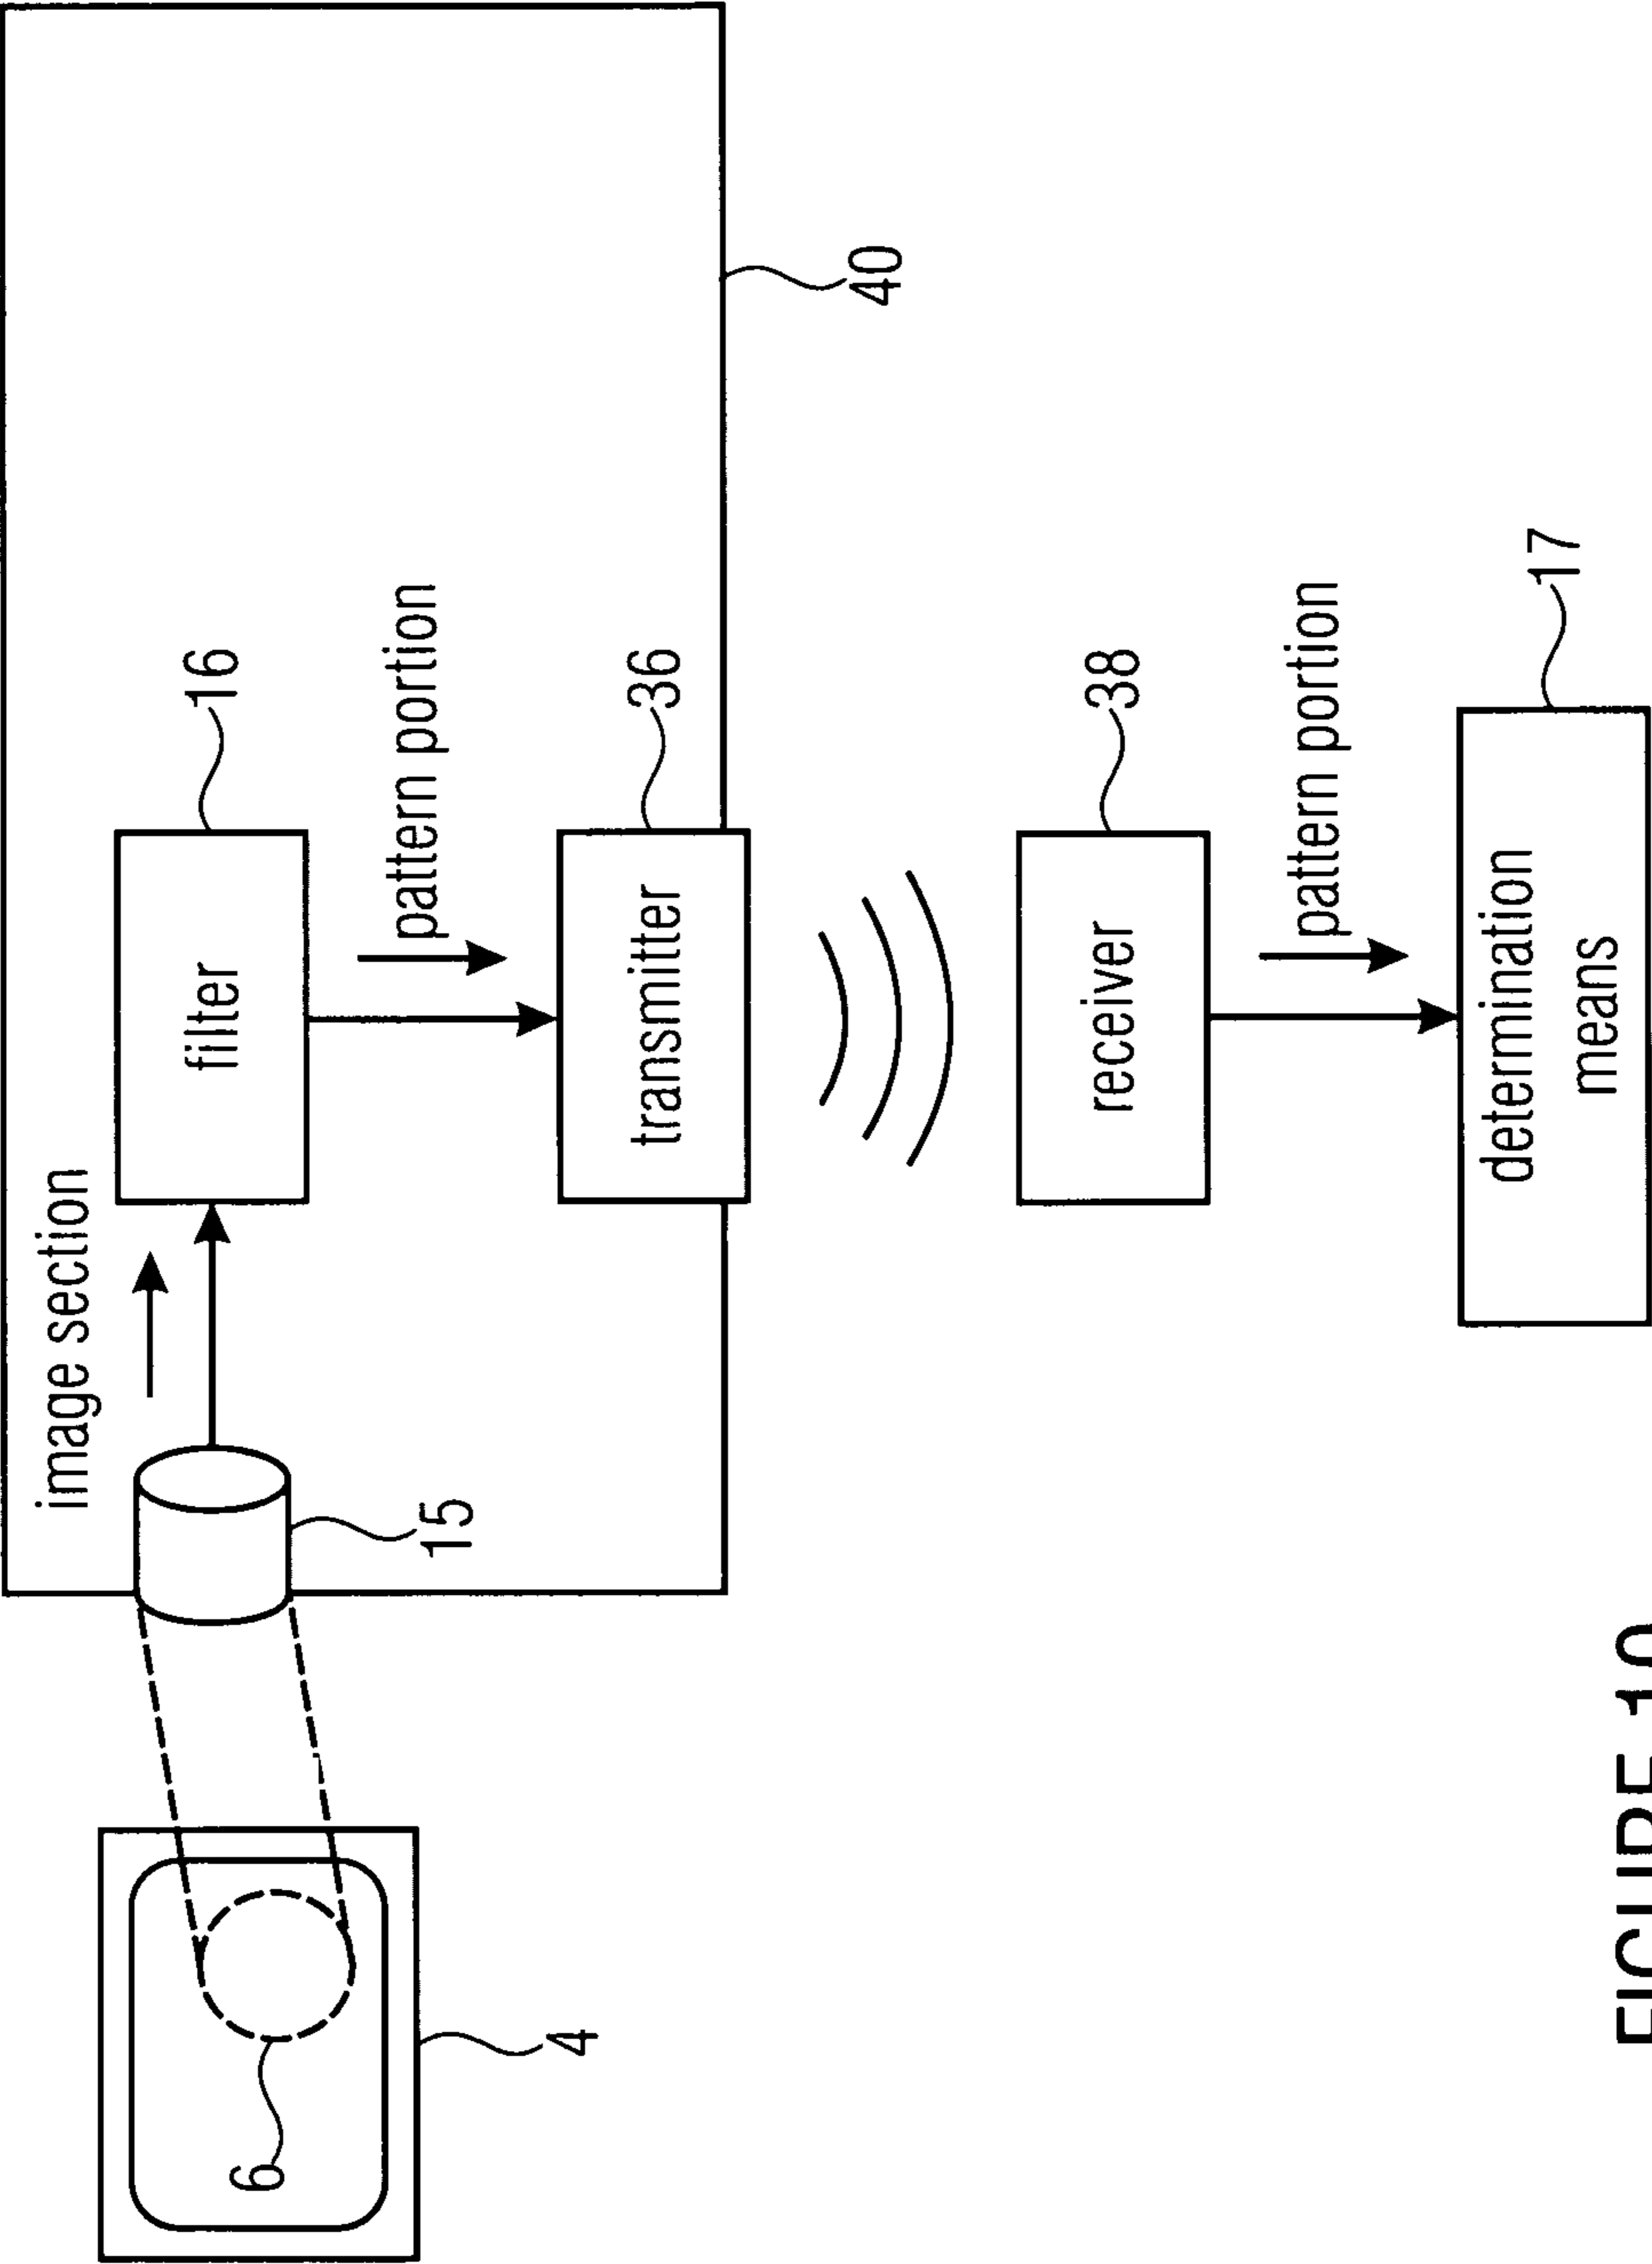 image section
filter
16
6
pattern portion
15
4
transmitter
36
40
receiver
38
pattern portion
determination
means
17
FIGURE